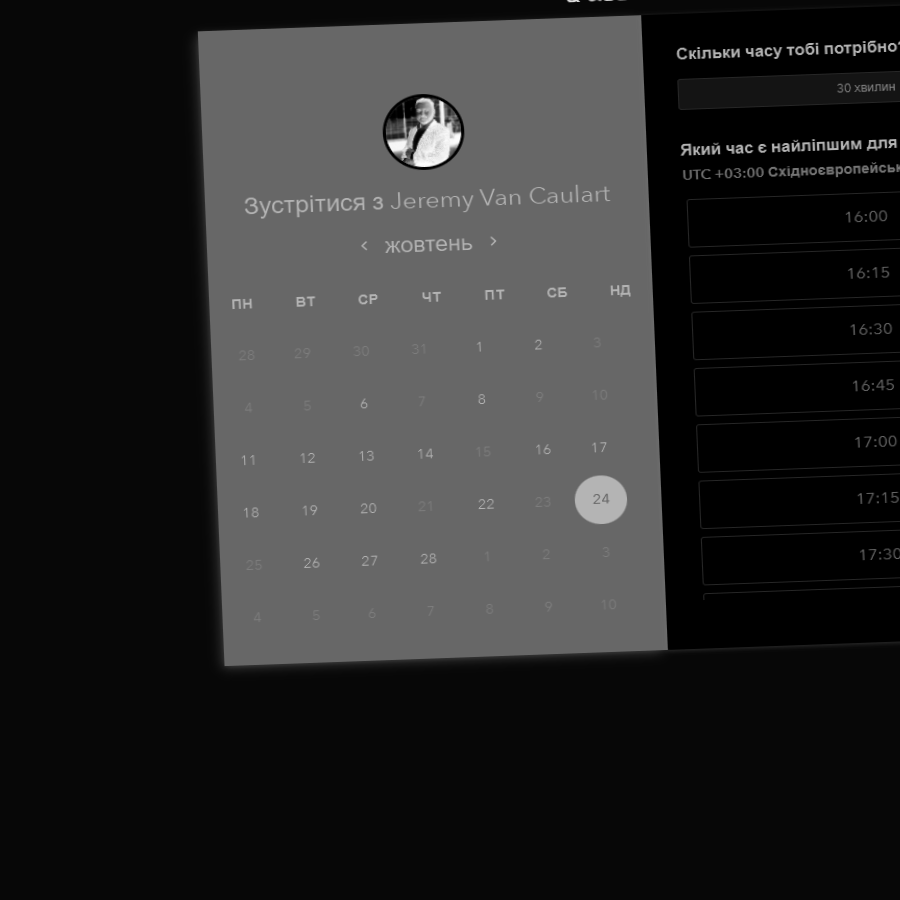 Зустрітися з Jeremy Van Caulart
жовтень
ПН ВТ СР ЧТ ПТ СБ НД
28 29 30 31 1 2 3
4 5 6 7 8 9 10
11 12 13 14 15 16 17
18 19 20 21 22 23 24
25 26 27 28 1 2 3
4 5 6 7 8 9 10
Скільки часу тобі потрібно?
30 хвилин
Який час є найліпшим для
UTC +03:00
16:00
16:15
16:30
16:45
17:00
17:15
17:30